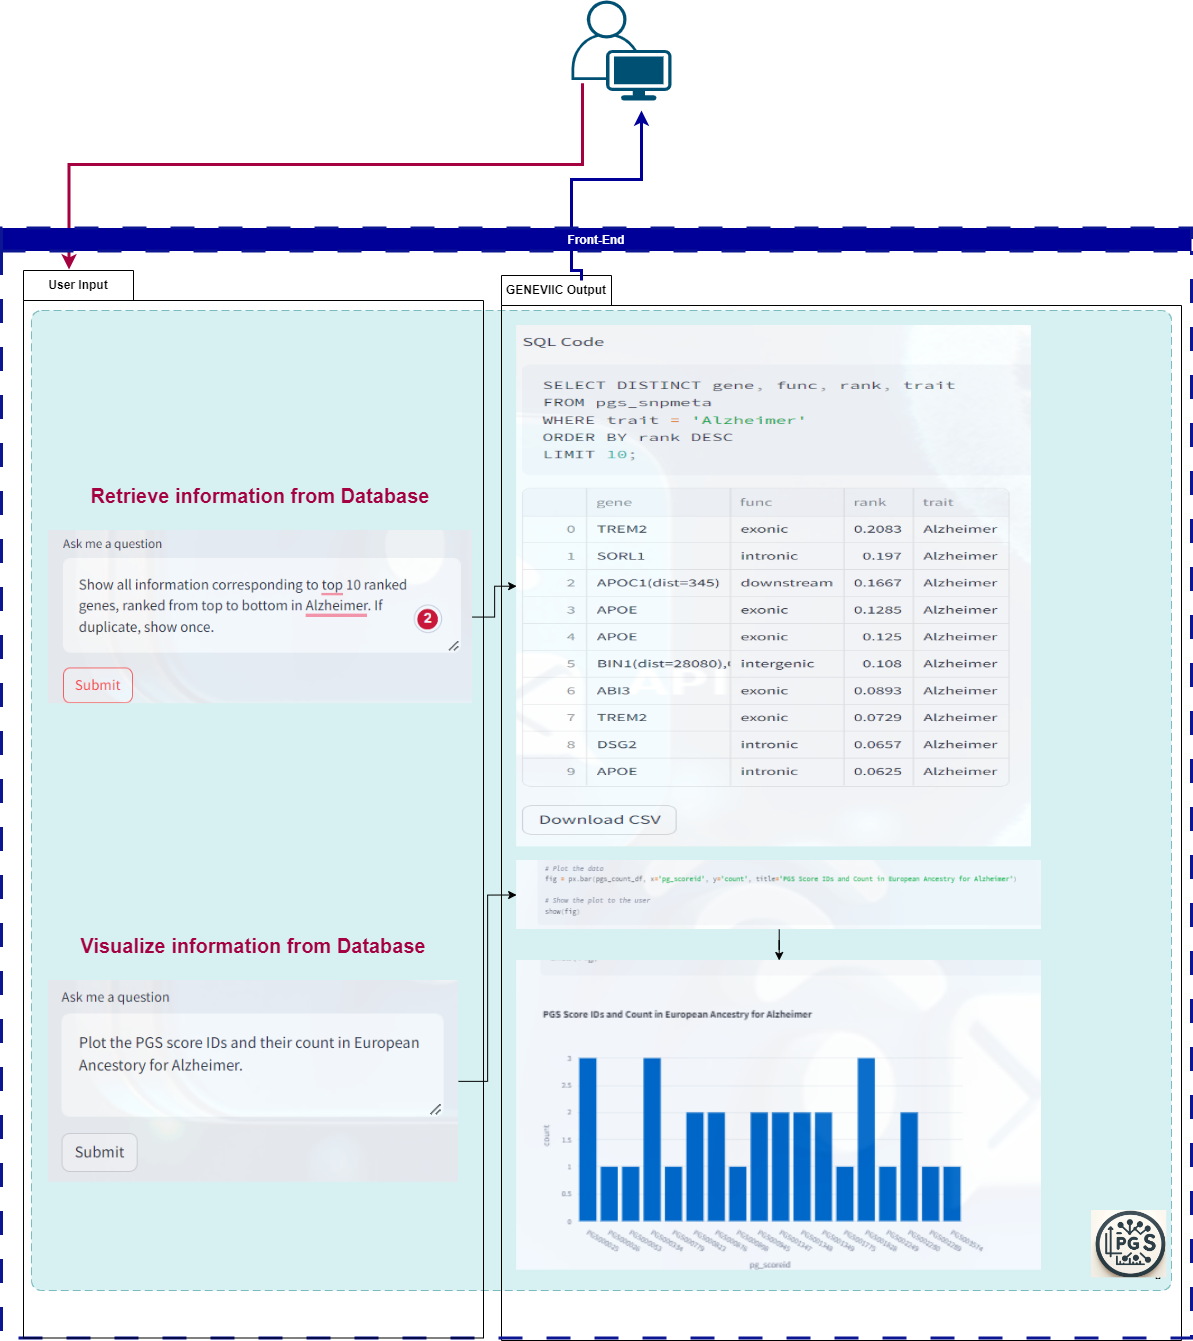 Front-End
User Input
GENEVIIC Output
Retrieve information from Database
Ask me a question
Show all information corresponding to top 10 ranked
genes, ranked from top to bottom in Alzheimer. If
duplicate, show once.
2
Submit
SQL Code
SELECT DISTINCT gene, func, rank, trait
FROM pgs_snpmeta
WHERE trait = 'Alzheimer'
ORDER BY rank DESC
LIMIT 10;
gene func rank trait
0 TREM2 exonic 0.2083 Alzheimer
1 SORL1 intronic 0.197 Alzheimer
2 APOC1(dist=345) downstream 0.1667 Alzheimer
3 APOE exonic 0.1285 Alzheimer
4 APOE exonic 0.125 Alzheimer
5 BIN1(dist=28080), intergenic 0.108 Alzheimer
6 ABI3 exonic 0.0893 Alzheimer
7 TREM2 exonic 0.0729 Alzheimer
8 DSG2 intronic 0.0657 Alzheimer
9 APOE intronic 0.0625 Alzheimer
API
Download CSV
Visualize information from Database
Ask me a question
Plot the PGS score IDs and their count in European
Ancestory for Alzheimer.
Submit
# Plot the data
fig = px.bar(pgs_count_df, x='pg_scoreid', y='count', title='PGS Score IDs and Count in European Ancestry for Alzheimer')
# Show the plot to the user
show(fig)
PGS Score IDs and Count in European Ancestry for Alzheimer
3
2.5
2
1.5
1
0.5
0
count
pg_scoreid
PGS